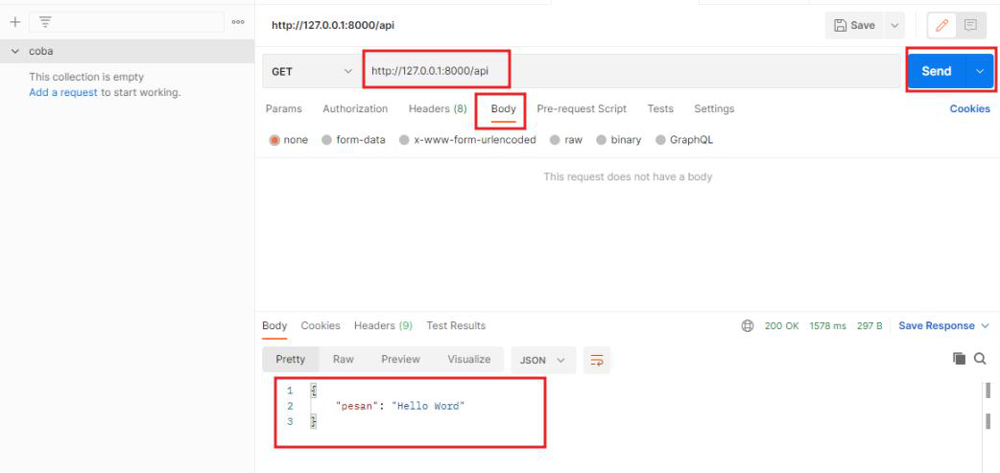 http://127.0.0.1:8000/api
Save
coba
This collection is empty
Add a request to start working.
GET
http://127.0.0.1:8000/api
Send
Params Authorization Headers (8) Body Pre-request Script Tests Settings Cookies
none form-data x-www-form-urlencoded raw binary GraphQL
This request does not have a body
Body Cookies Headers (9) Test Results 200 OK 1578 ms 297 B Save Response
Pretty Raw Preview Visualize JSON
1 {
2 "pesan": "Hello Word"
3 }